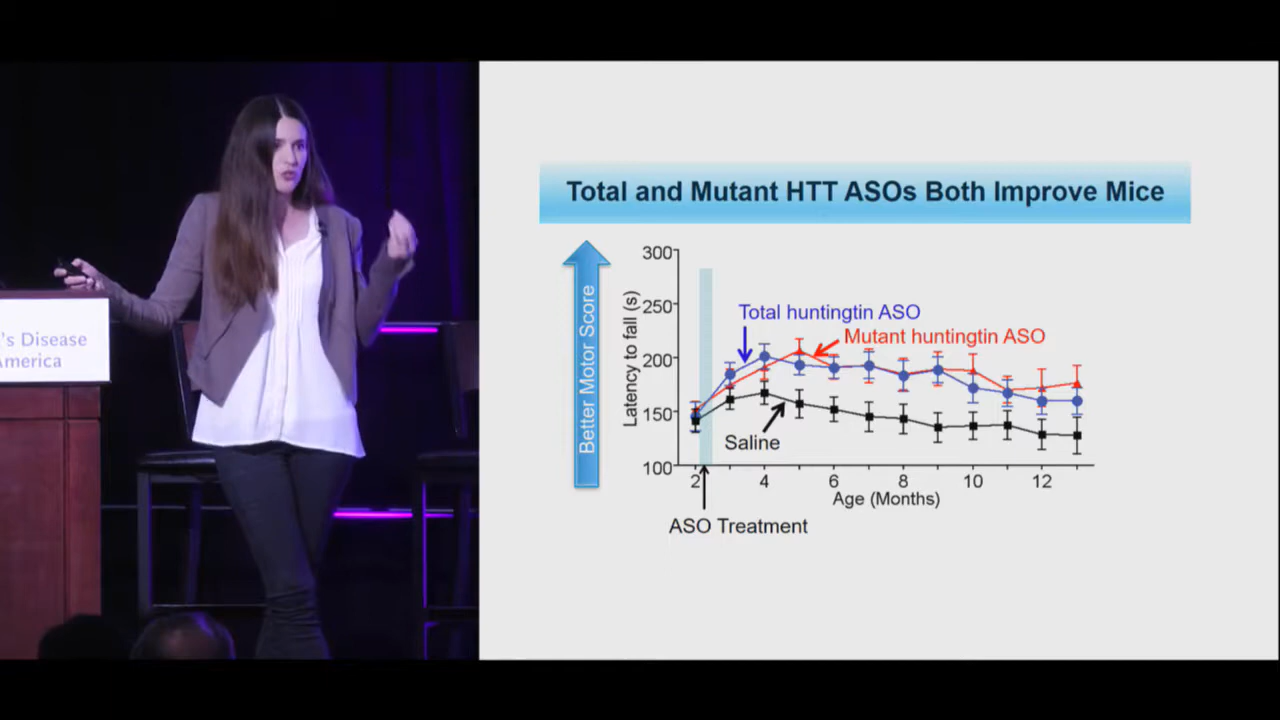 's Disease
America
Total and Mutant HTT ASOs Both Improve Mice
Better Motor Score
Latency to fall (s)
300
250
200
150
100
Total huntingtin ASO
Mutant huntingtin ASO
Saline
2 4 6 8 10 12
Age (Months)
ASO Treatment